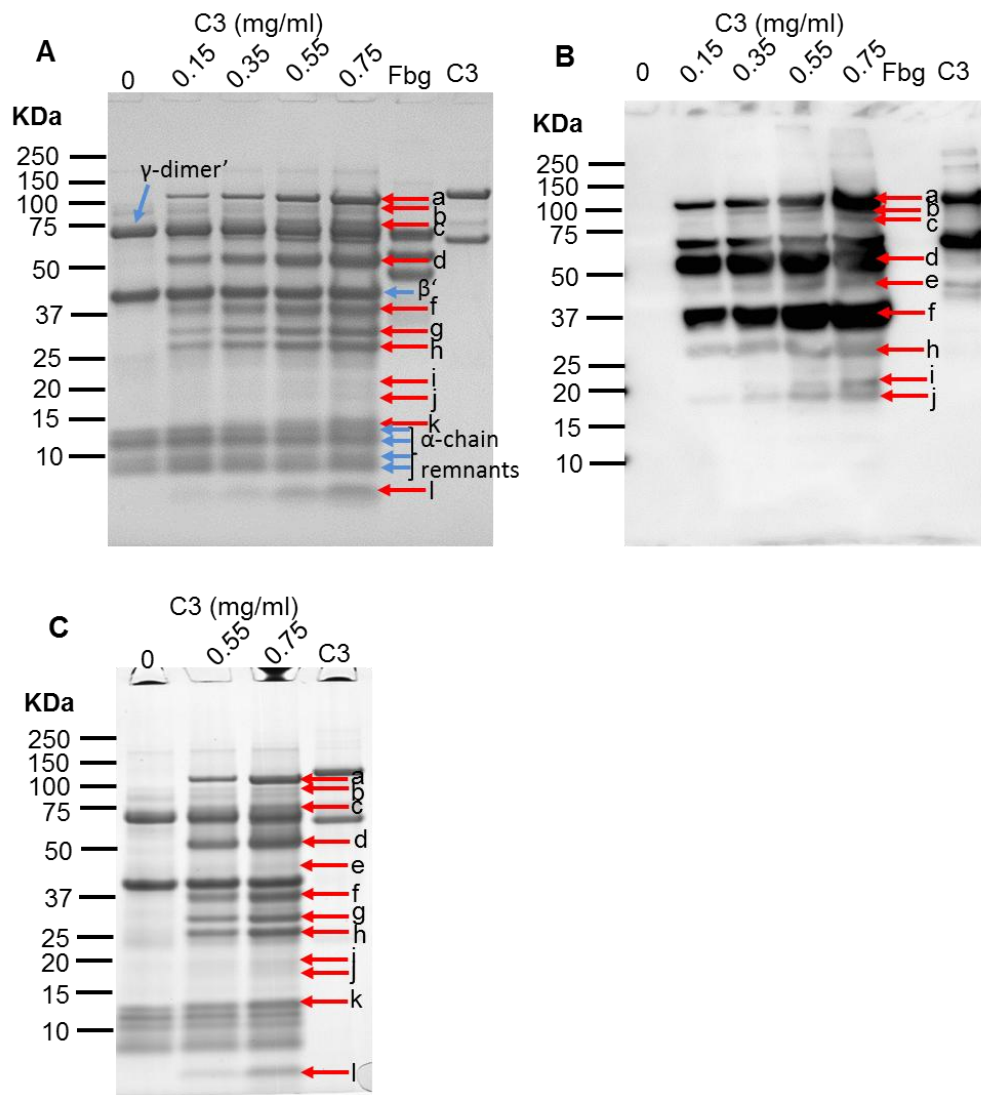 C3 (mg/ml)
A
0 0.15 0.35 0.55 0.75 Fbg C3
KDa
250
150
100
75
50
37
25
20
15
10
γ-dimer’
a
b
c
d
β‘
f
g
h
i
j
k
α-chain
remnants
l
C3 (mg/ml)
B
0 0.15 0.35 0.55 0.75 Fbg C3
KDa
250
150
100
75
50
37
25
20
15
10
a
b
c
d
e
f
h
i
j
C3 (mg/ml)
C
0 0.55 0.75 C3
KDa
250
150
100
75
50
37
25
20
15
10
a
b
c
d
e
f
g
h
i
j
k
l